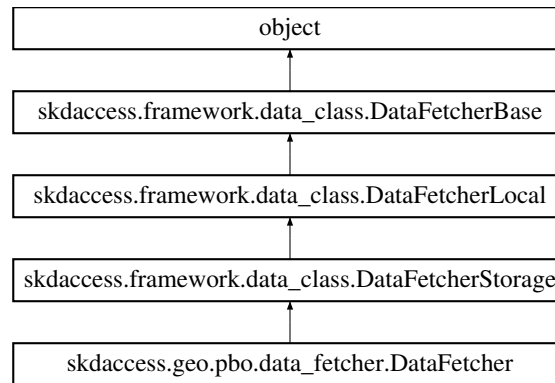 object
skdaccess.framework.data_class.DataFetcherBase
skdaccess.framework.data_class.DataFetcherLocal
skdaccess.framework.data_class.DataFetcherStorage
skdaccess.geo.pbo.data_fetcher.DataFetcher